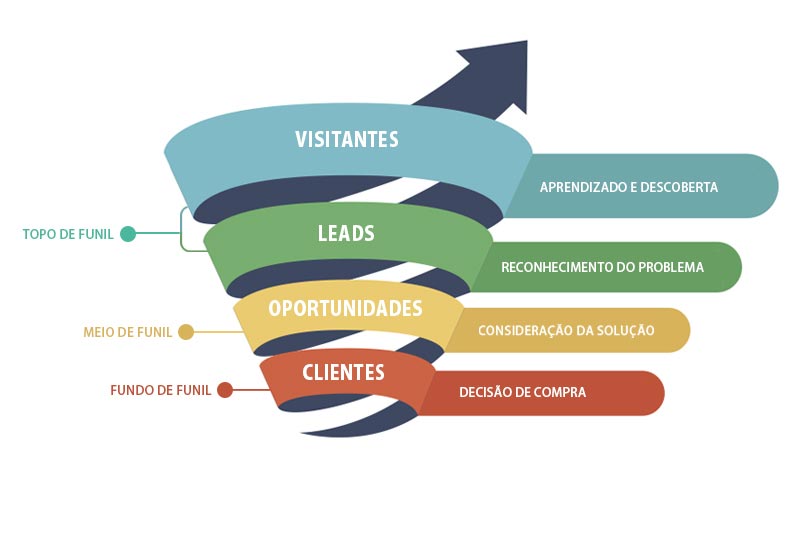 VISITANTES
APRENDIZADO E DESCOBERTA
TOPO DE FUNIL
LEADS
RECONHECIMENTO DO PROBLEMA
OPORTUNIDADES
MEIO DE FUNIL
CONSIDERAÇÃO DA SOLUÇÃO
CLIENTES
FUNDO DE FUNIL
DECISÃO DE COMPRA